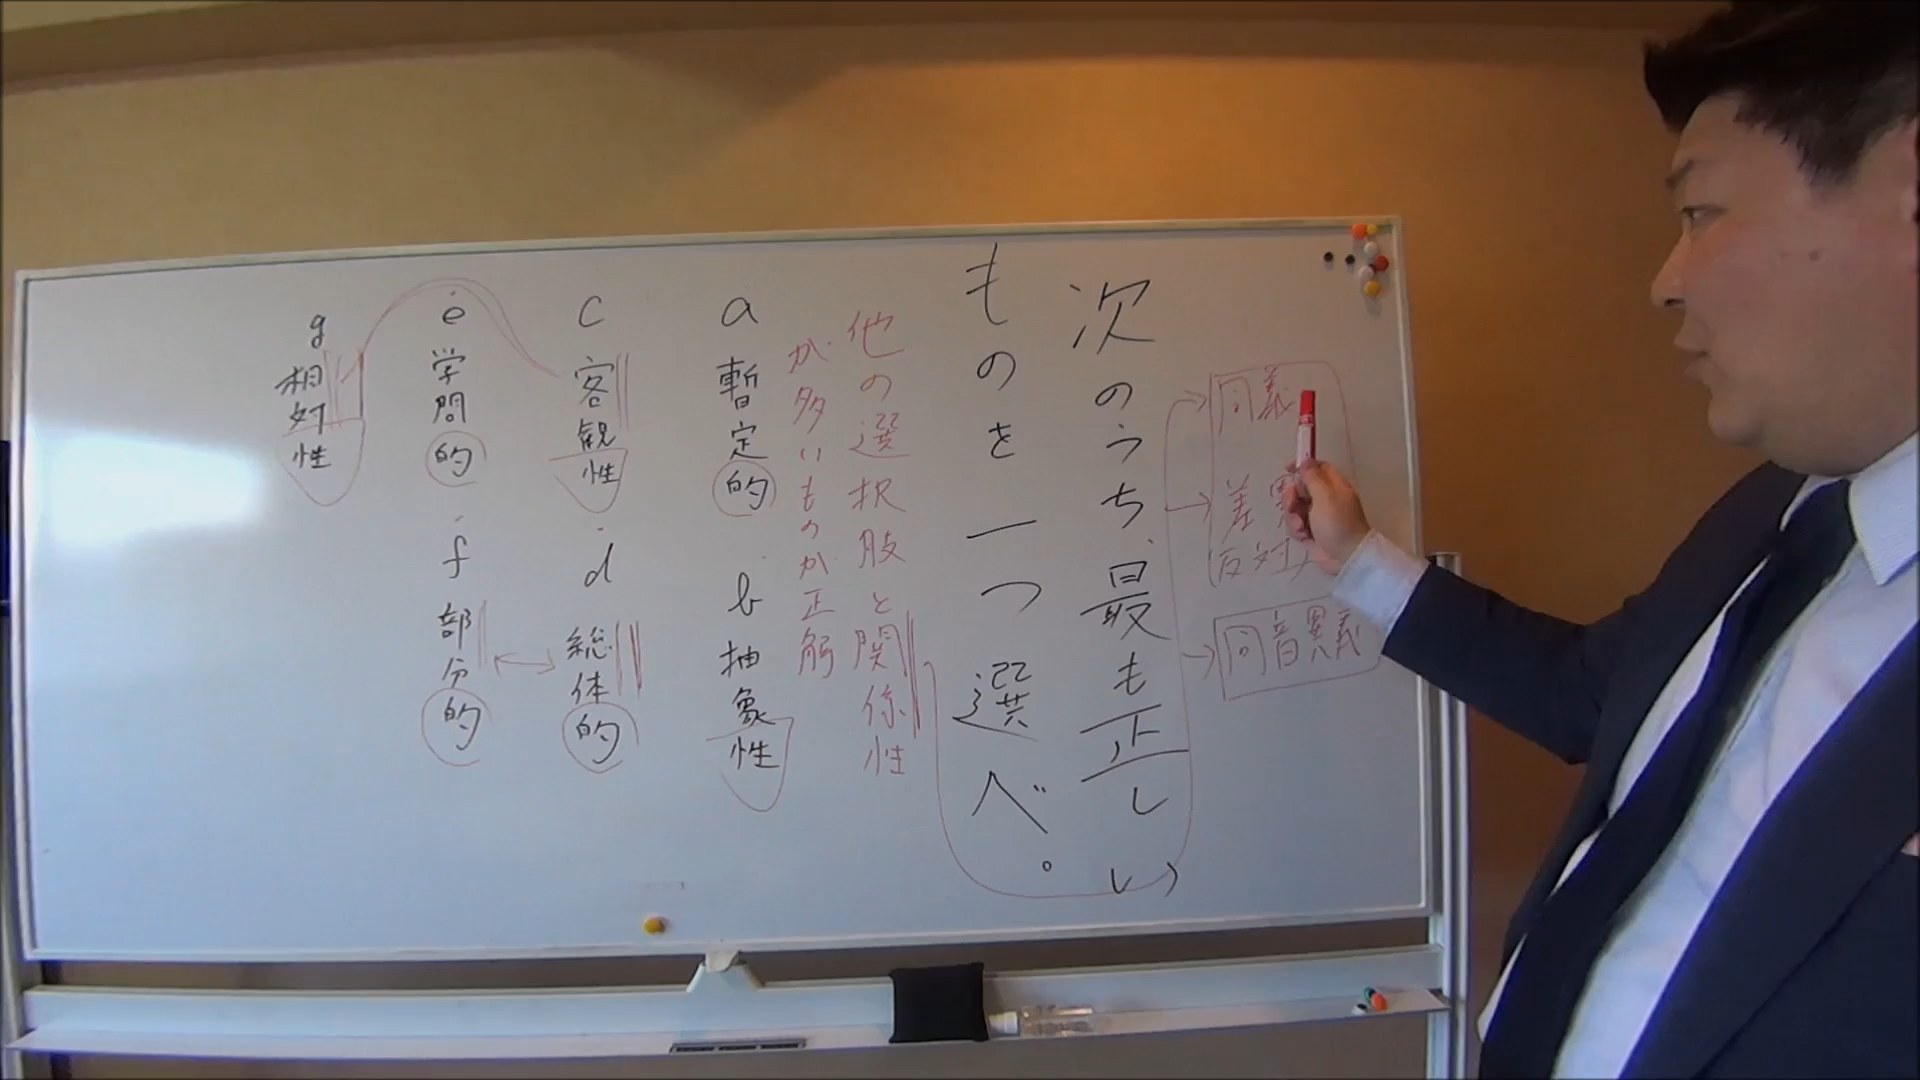 同義
差異
(反対)
同音異義
次のうち、最も正しい
ものを一つ選べ。
他の選択肢と関係性
が多いものが正解
a 暫定的
b 抽象性
c 客観性
d 総体的
e 学問的
f 部分的
g 相対性